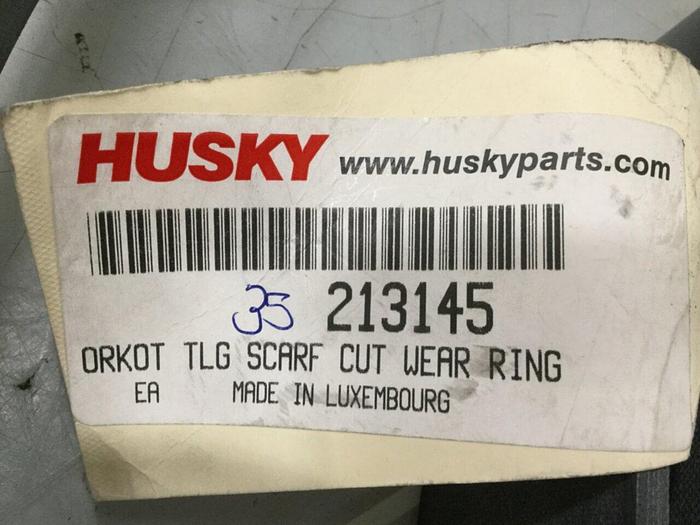 HUSKY www.huskyparts.com
35 213145
ORKOT TLG SCARF CUT WEAR RING
EA MADE IN LUXEMBOURG